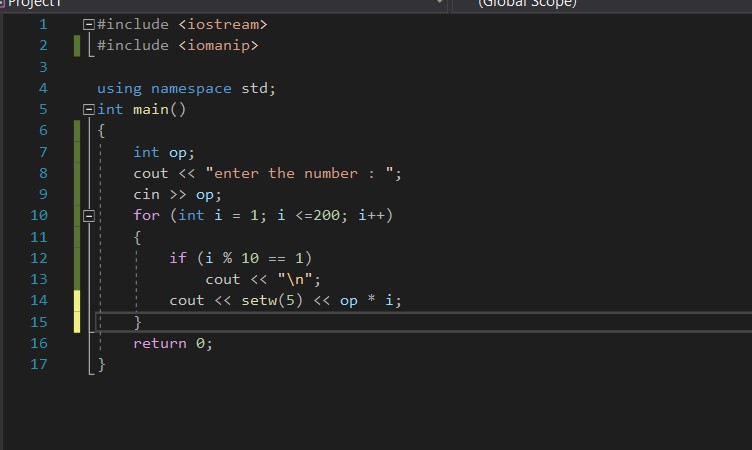 Project1 (Global Scope)
1 #include <iostream>
2 #include <iomanip>
3
4 using namespace std;
5 int main()
6 {
7 int op;
8 cout << "enter the number : ";
9 cin >> op;
10 for (int i = 1; i <=200; i++)
11 {
12 if (i % 10 == 1)
13 cout << "\n";
14 cout << setw(5) << op * i;
15 }
16 return 0;
17 }